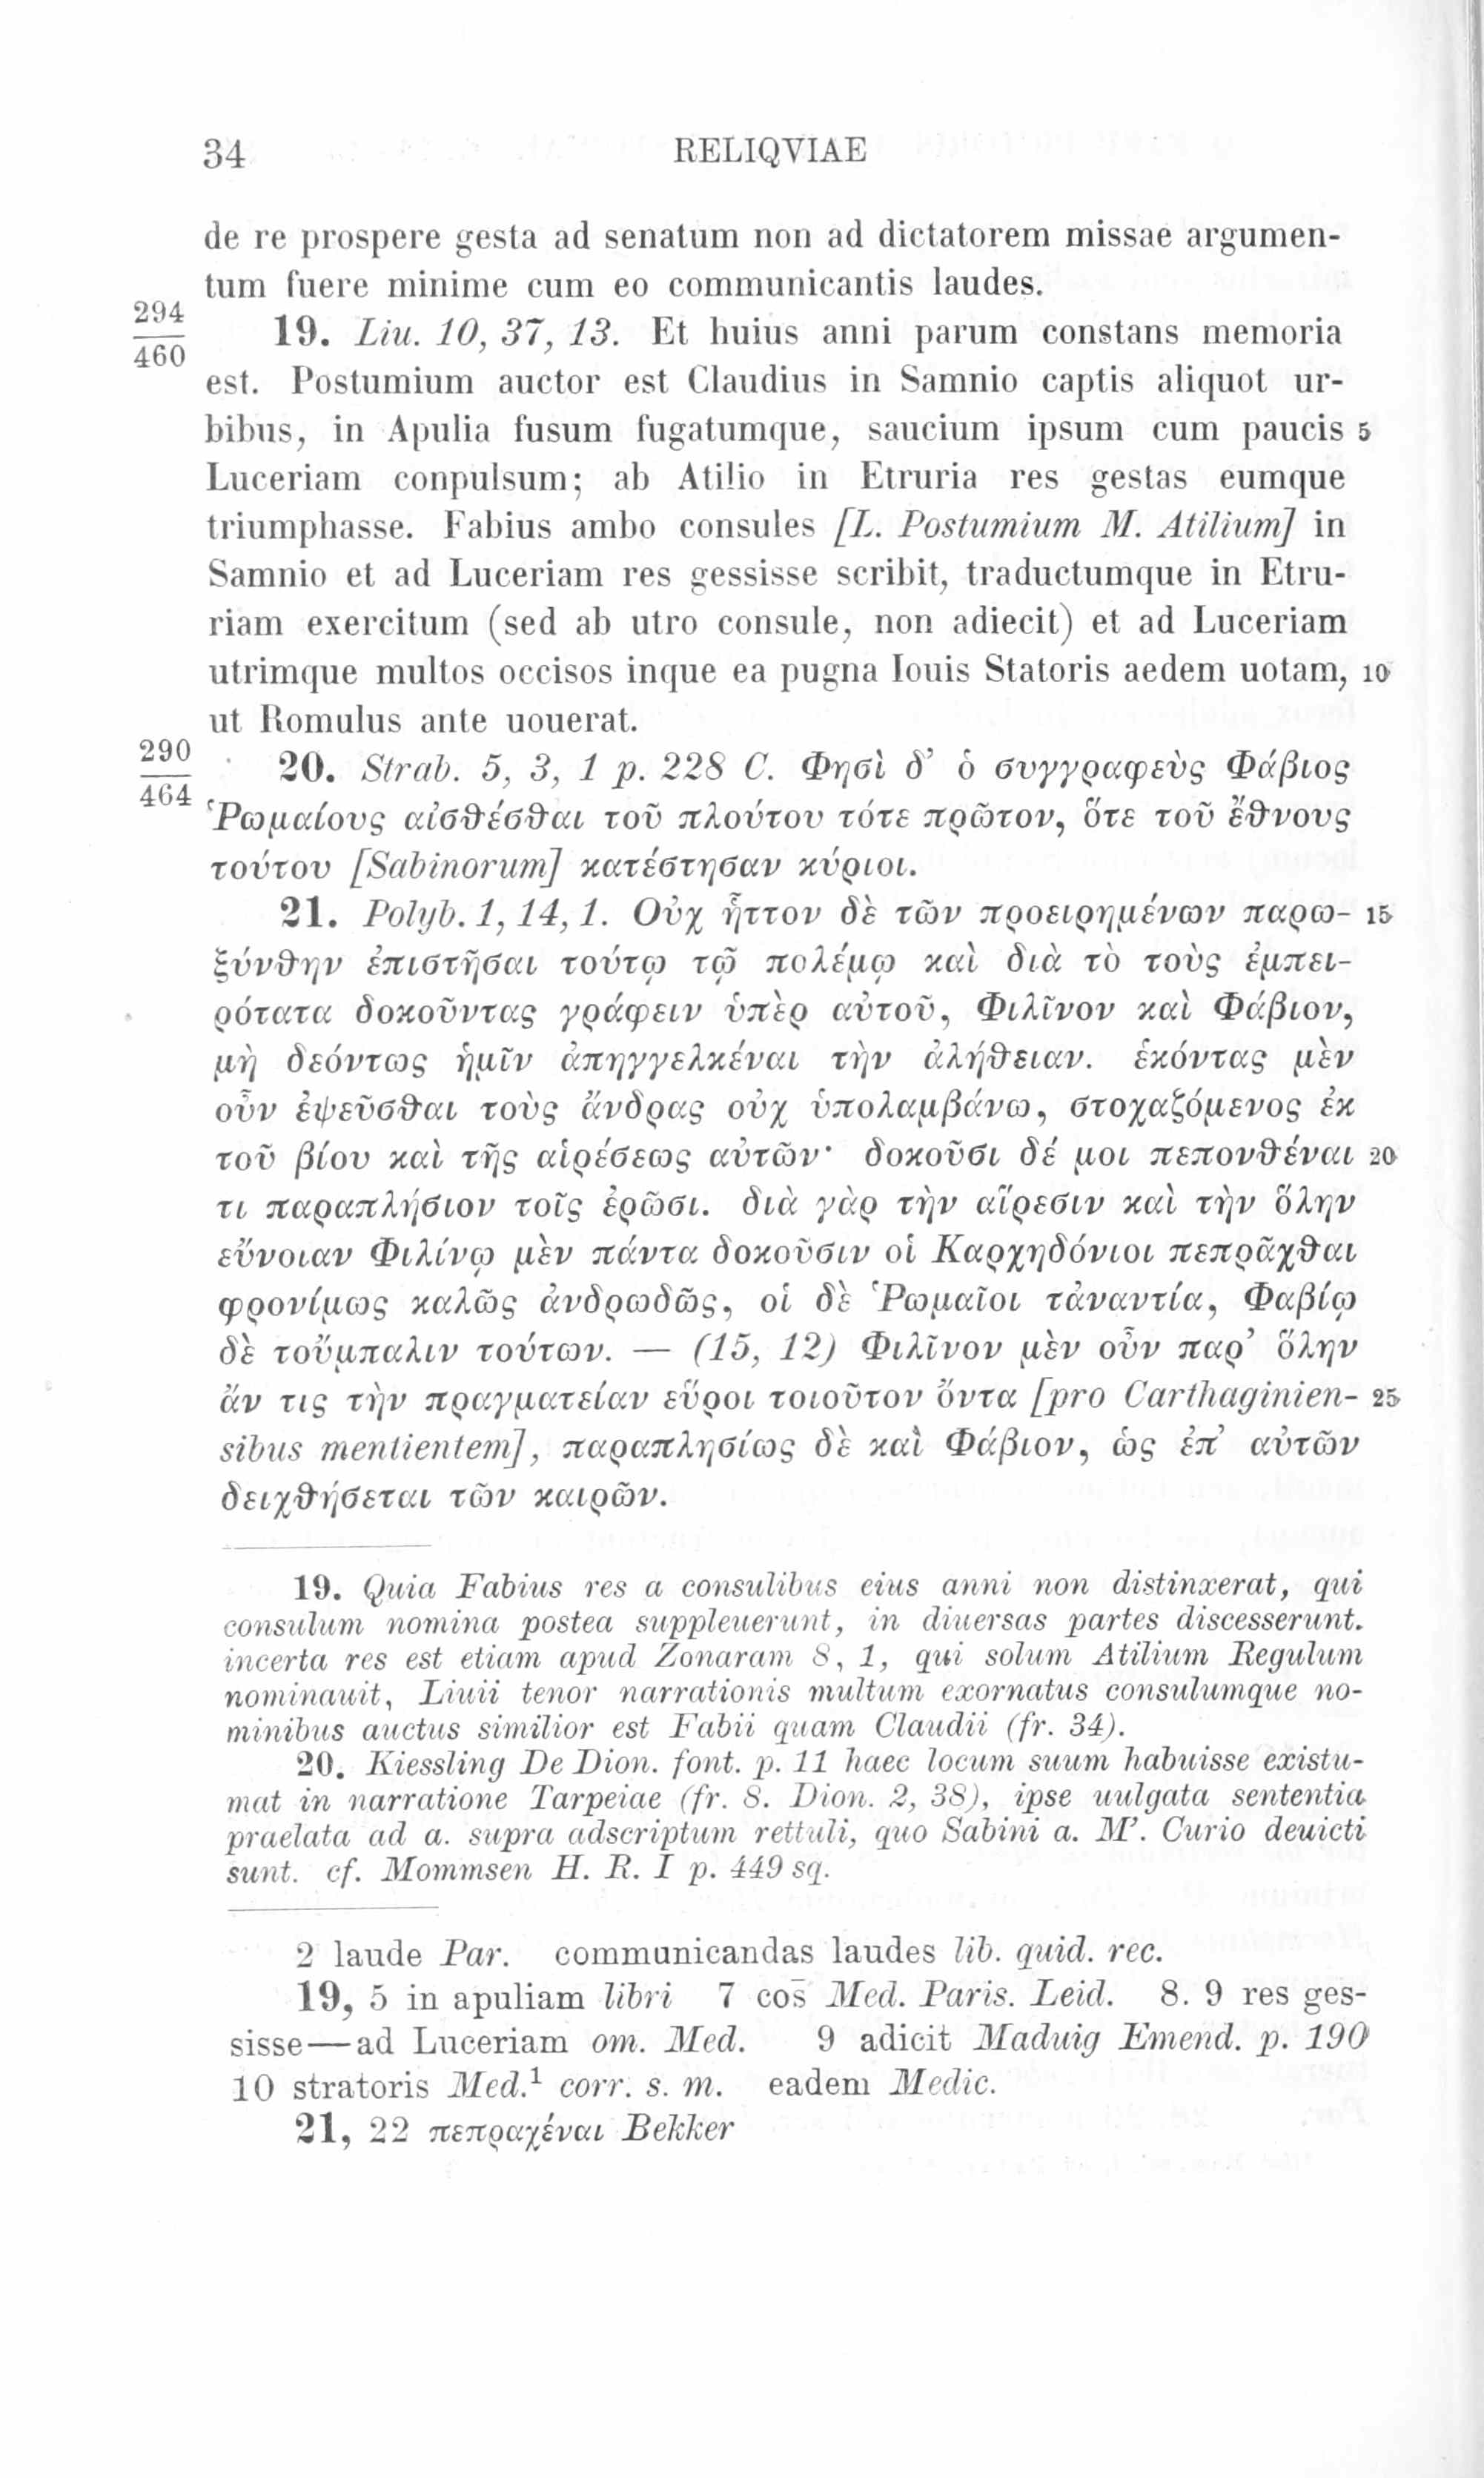 34 RELIQVIAE
de re prospere gesta ad senatum non ad dictatorem missae argumen-
tum fuere minime cum eo communicantis laudes.
294
460
19. Liu. 10, 37, 13. Et huius anni parum constans memoria
est. Postumium auctor est Claudius in Samnio captis aliquot ur-
bibus, in Apulia fusum fugatumque, saucium ipsum cum paucis 5
Luceriam conpulsum; ab Atilio in Etruria res gestas eumque
triumphasse. Fabius ambo consules [L. Postumium M. Atilium] in
Samnio et ad Luceriam res gessisse scribit, traductumque in Etru-
riam exercitum (sed ab utro consule, non adiecit) et ad Luceriam
utrimque multos occisos inque ea pugna Iouis Statoris aedem uotam, 10
ut Romulus ante uouerat.
290
464
20. Strab. 5, 3, 1 p. 228 C. Φησὶ δ’ ὁ συγγραφεὺς Φάβιος
Ῥωμαίους αἰσθέσθαι τοῦ πλούτου τότε πρῶτον, ὅτε τοῦ ἔθνους
τούτου [Sabinorum] κατέστησαν κύριοι.
21. Polyb. 1, 14, 1. Οὐχ ἧττον δὲ τῶν προειρημένων παρω- 15
ξύνθην ἐπιστῆσαι τούτῳ τῷ πολέμῳ καὶ διὰ τὸ τοὺς ἐμπει-
ρότατα δοκοῦντας γράφειν ὑπὲρ αὐτοῦ, Φιλῖνον καὶ Φάβιον,
μὴ δεόντως ἡμῖν ἀπηγγελκέναι τὴν ἀλήθειαν. ἑκόντας μὲν
οὖν ἐψεῦσθαι τοὺς ἄνδρας οὐχ ὑπολαμβάνω, στοχαζόμενος ἐκ
τοῦ βίου καὶ τῆς αἱρέσεως αὐτῶν· δοκοῦσι δέ μοι πεπονθέναι 20
τι παραπλήσιον τοῖς ἐρῶσι. διὰ γὰρ τὴν αἵρεσιν καὶ τὴν ὅλην
εὔνοιαν Φιλίνῳ μὲν πάντα δοκοῦσιν οἱ Καρχηδόνιοι πεπρᾶχθαι
φρονίμως καλῶς ἀνδρωδῶς, οἱ δὲ Ῥωμαῖοι τἀναντία, Φαβίῳ
δὲ τοὔμπαλιν τούτων. — (15, 12) Φιλῖνον μὲν οὖν παρ’ ὅλην
ἄν τις τὴν πραγματείαν εὕροι τοιοῦτον ὄντα [pro Carthaginien- 25
sibus mentientem], παραπλησίως δὲ καὶ Φάβιον, ὡς ἐπ’ αὐτῶν
δειχθήσεται τῶν καιρῶν.
19. Quia Fabius res a consulibus eius anni non distinxerat, qui
consulum nomina postea suppleuerunt, in diuersas partes discesserunt.
incerta res est etiam apud Zonaram 8, 1, qui solum Atilium Regulum
nominauit, Liuii tenor narrationis multum exornatus consulumque no-
minibus auctus similior est Fabii quam Claudii (fr. 34).
20. Kiessling De Dion. font. p. 11 haec locum suum habuisse existu-
mat in narratione Tarpeiae (fr. 8. Dion. 2, 38), ipse uulgata sententia
praelata ad a. supra adscriptum rettuli, quo Sabini a. M’. Curio deuicti
sunt. cf. Mommsen H. R. I p. 449 sq.
2 laude Par. communicandas laudes lib. quid. rec.
19, 5 in apuliam libri 7 cos̄ Med. Paris. Leid. 8. 9 res ges-
sisse—ad Luceriam om. Med. 9 adicit Maduig Emend. p. 190
10 stratoris Med.¹ corr. s. m. eadem Medic.
21, 22 πεπραχέναι Bekker